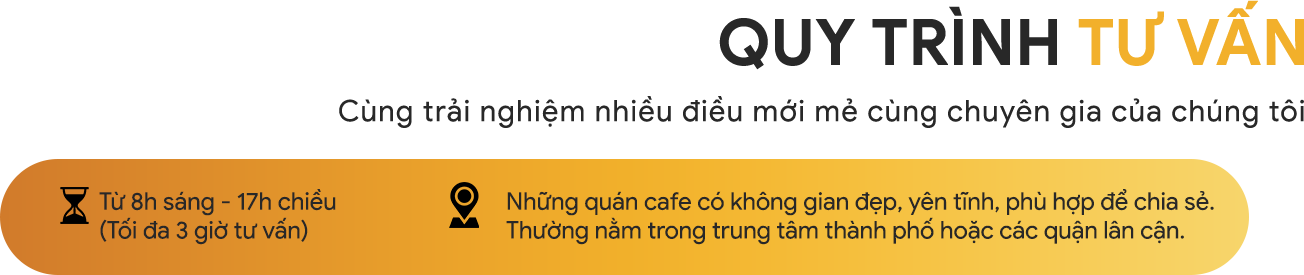 QUY TRÌNH TƯ VẤN
Cùng trải nghiệm nhiều điều mới mẻ cùng chuyên gia của chúng tôi
Từ 8h sáng - 17h chiều
(Tối đa 3 giờ tư vấn)
Những quán cafe có không gian đẹp, yên tĩnh, phù hợp để chia sẻ.
Thường nằm trong trung tâm thành phố hoặc các quận lân cận.